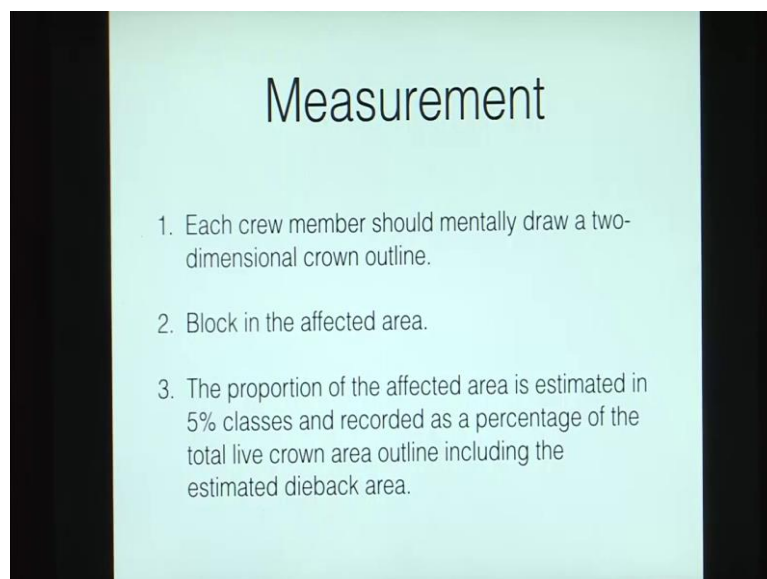 Measurement
1. Each crew member should mentally draw a two-
dimensional crown outline.
2. Block in the affected area.
3. The proportion of the affected area is estimated in
5% classes and recorded as a percentage of the
total live crown area outline including the
estimated dieback area.